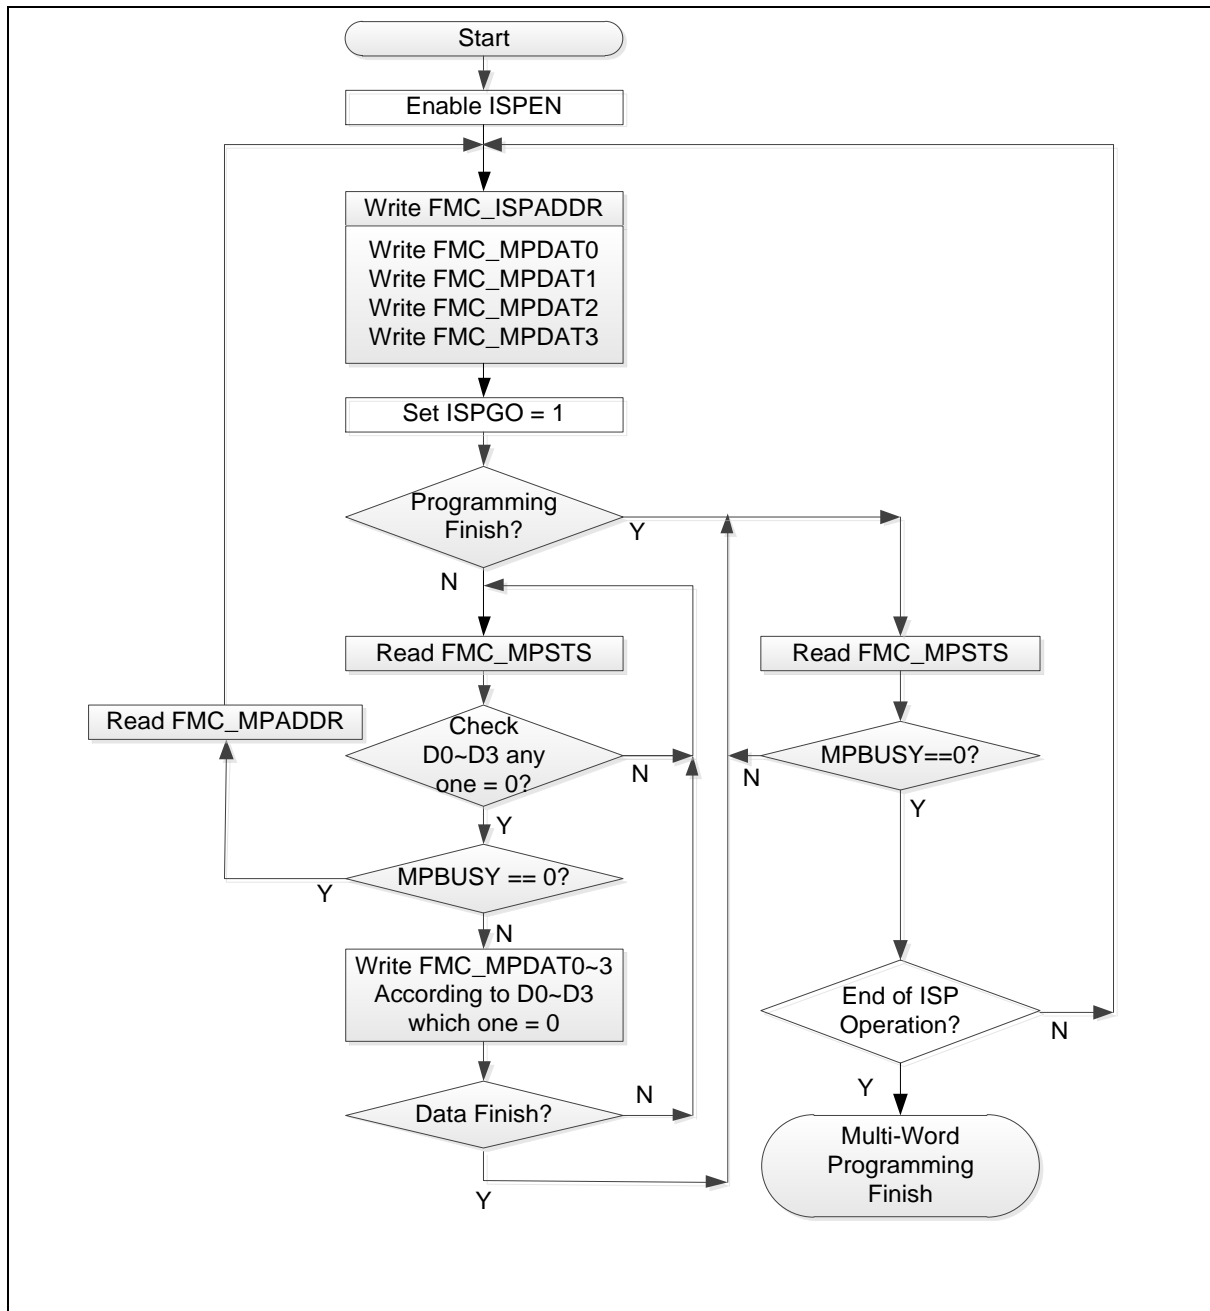 Start
Enable ISPEN
Write FMC_ISPADDR
Write FMC_MPDAT0
Write FMC_MPDAT1
Write FMC_MPDAT2
Write FMC_MPDAT3
Set ISPGO = 1
Programming
Finish?
Y
N
Read FMC_MPSTS
Read FMC_MPSTS
Read FMC_MPADDR
Check
D0~D3 any
one = 0?
N
Y
MPBUSY==0?
N
Y
MPBUSY == 0?
Y
N
Write FMC_MPDAT0~3
According to D0~D3
which one = 0
End of ISP
Operation?
N
Y
Data Finish?
N
Y
Multi-Word
Programming
Finish